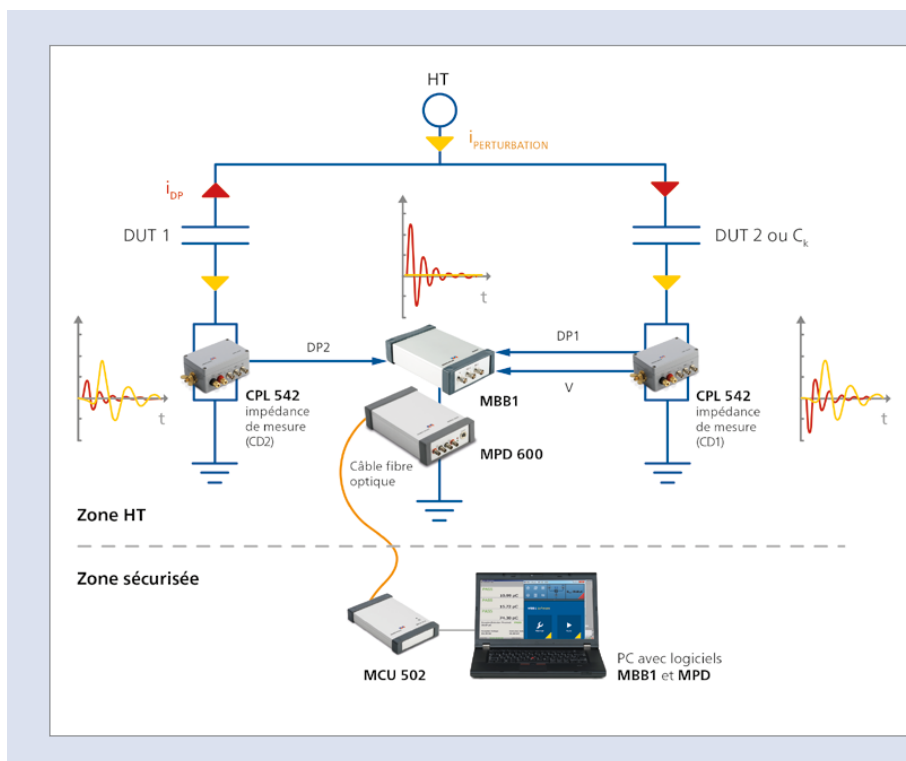 HT
iPERTURBATION
iDP
DUT 1
DUT 2 ou Ck
t
DP2
DP1
V
t
t
CPL 542
impédance
de mesure
(CD2)
MBB1
CPL 542
impédance
de mesure
(CD1)
MPD 600
Câble fibre
optique
Zone HT
Zone sécurisée
MCU 502
PC avec logiciels
MBB1 et MPD